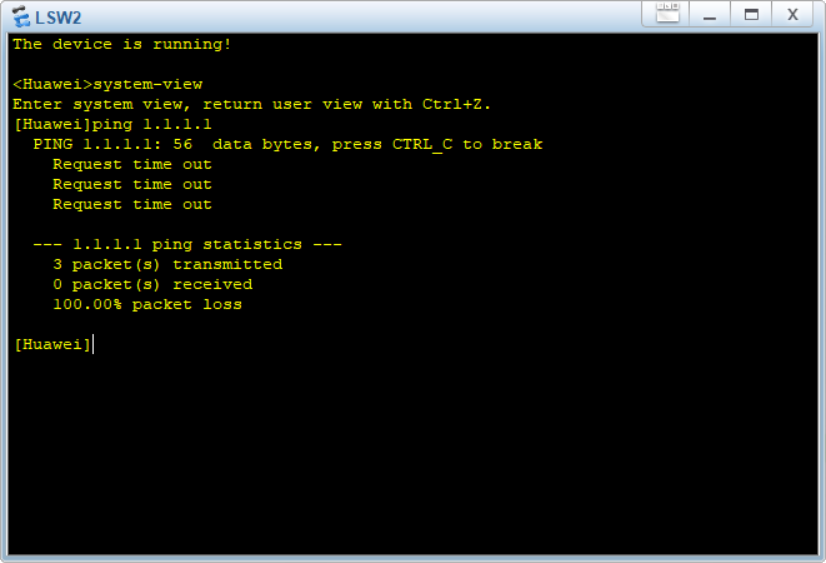 LSW2
The device is running!
<Huawei>system-view
Enter system view, return user view with Ctrl+Z.
[Huawei]ping 1.1.1.1
  PING 1.1.1.1: 56  data bytes, press CTRL_C to break
    Request time out
    Request time out
    Request time out
  --- 1.1.1.1 ping statistics ---
    3 packet(s) transmitted
    0 packet(s) received
    100.00% packet loss
[Huawei]